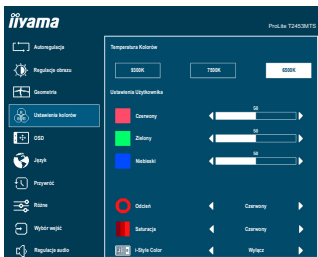 iiyama
ProLite T2453MTS
Autoregulacja
Temperatura Kolorów
Regulacje obrazu
9300K 7500K 6500K
Geometria
Ustawienia Użytkownika
Ustawienia kolorów
Czerwony 50
OSD
Zielony 50
Język
Niebieski 50
Przywróć
Różne
Odcień Czerwony
Wybór wejść
Saturacja Czerwony
Regulacje audio
i-Style Color Wyłącz